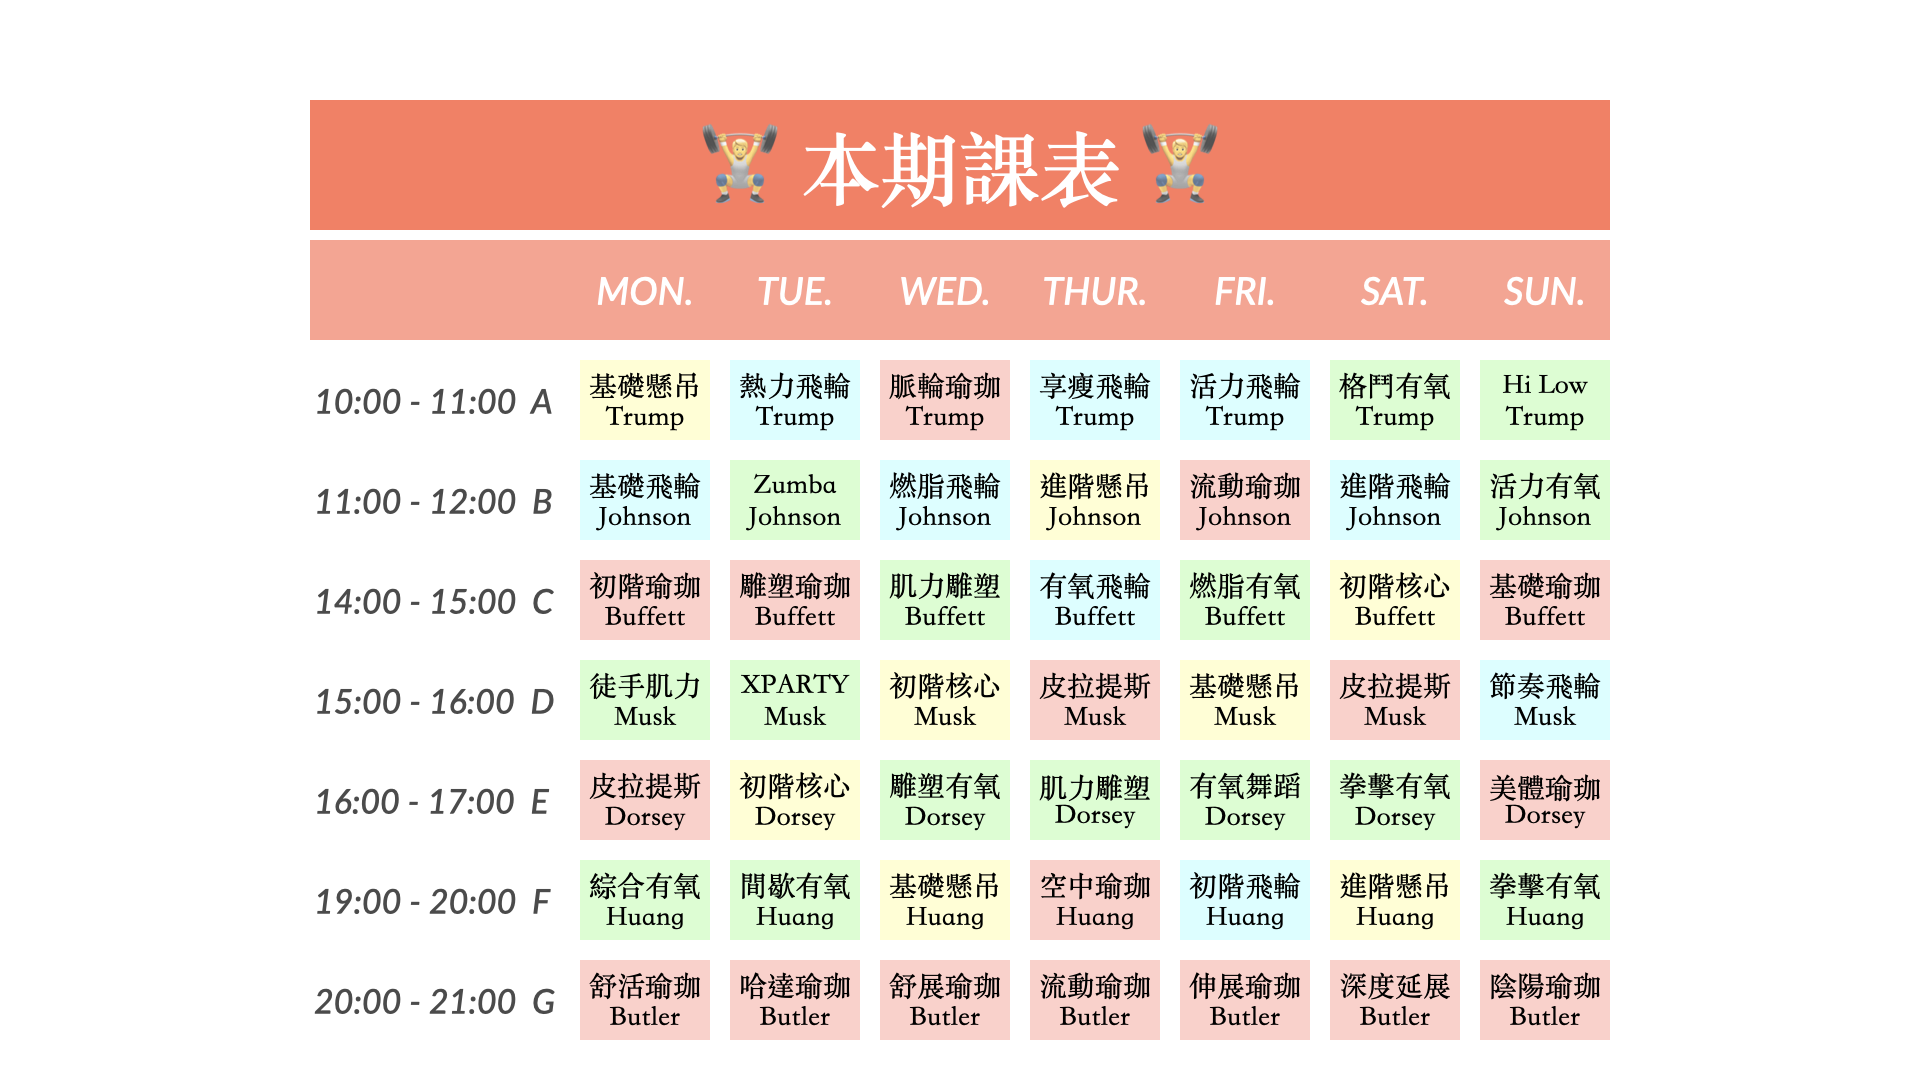 本期課表
MON. TUE. WED. THUR. FRI. SAT. SUN.
10:00 - 11:00 A 基礎懸吊 熱力飛輪 脈輪瑜珈 享瘦飛輪 活力飛輪 格鬥有氧 Hi Low
Trump Trump Trump Trump Trump Trump Trump
11:00 - 12:00 B 基礎飛輪 Zumba 燃脂飛輪 進階懸吊 流動瑜珈 進階飛輪 活力有氧
Johnson Johnson Johnson Johnson Johnson Johnson Johnson
14:00 - 15:00 C 初階瑜珈 雕塑瑜珈 肌力雕塑 有氧飛輪 燃脂有氧 初階核心 基礎瑜珈
Buffett Buffett Buffett Buffett Buffett Buffett Buffett
15:00 - 16:00 D 徒手肌力 XPARTY 初階核心 皮拉提斯 基礎懸吊 皮拉提斯 節奏飛輪
Musk Musk Musk Musk Musk Musk Musk
16:00 - 17:00 E 皮拉提斯 初階核心 雕塑有氧 肌力雕塑 有氧舞蹈 拳擊有氧 美體瑜珈
Dorsey Dorsey Dorsey Dorsey Dorsey Dorsey Dorsey
19:00 - 20:00 F 綜合有氧 間歇有氧 基礎懸吊 空中瑜珈 初階飛輪 進階懸吊 拳擊有氧
Huang Huang Huang Huang Huang Huang Huang
20:00 - 21:00 G 舒活瑜珈 哈達瑜珈 舒展瑜珈 流動瑜珈 伸展瑜珈 深度延展 陰陽瑜珈
Butler Butler Butler Butler Butler Butler Butler